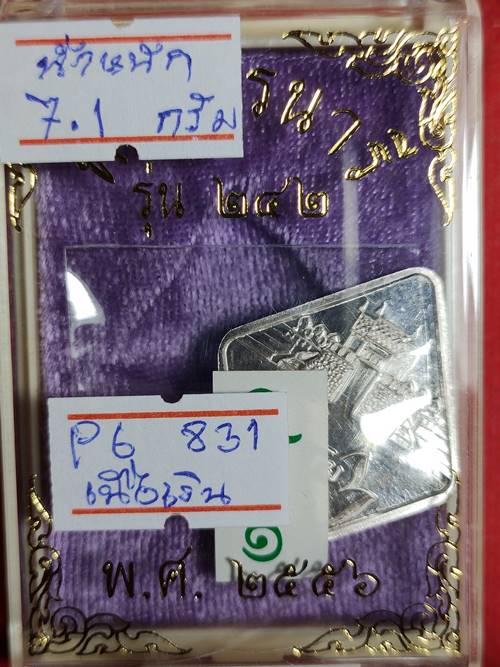 น้ำหนัก
7.1 กรัม
รุ่น ๒๔๒
P6 831
เนื้อเงิน
๑
พ.ศ. ๒๕๕๖